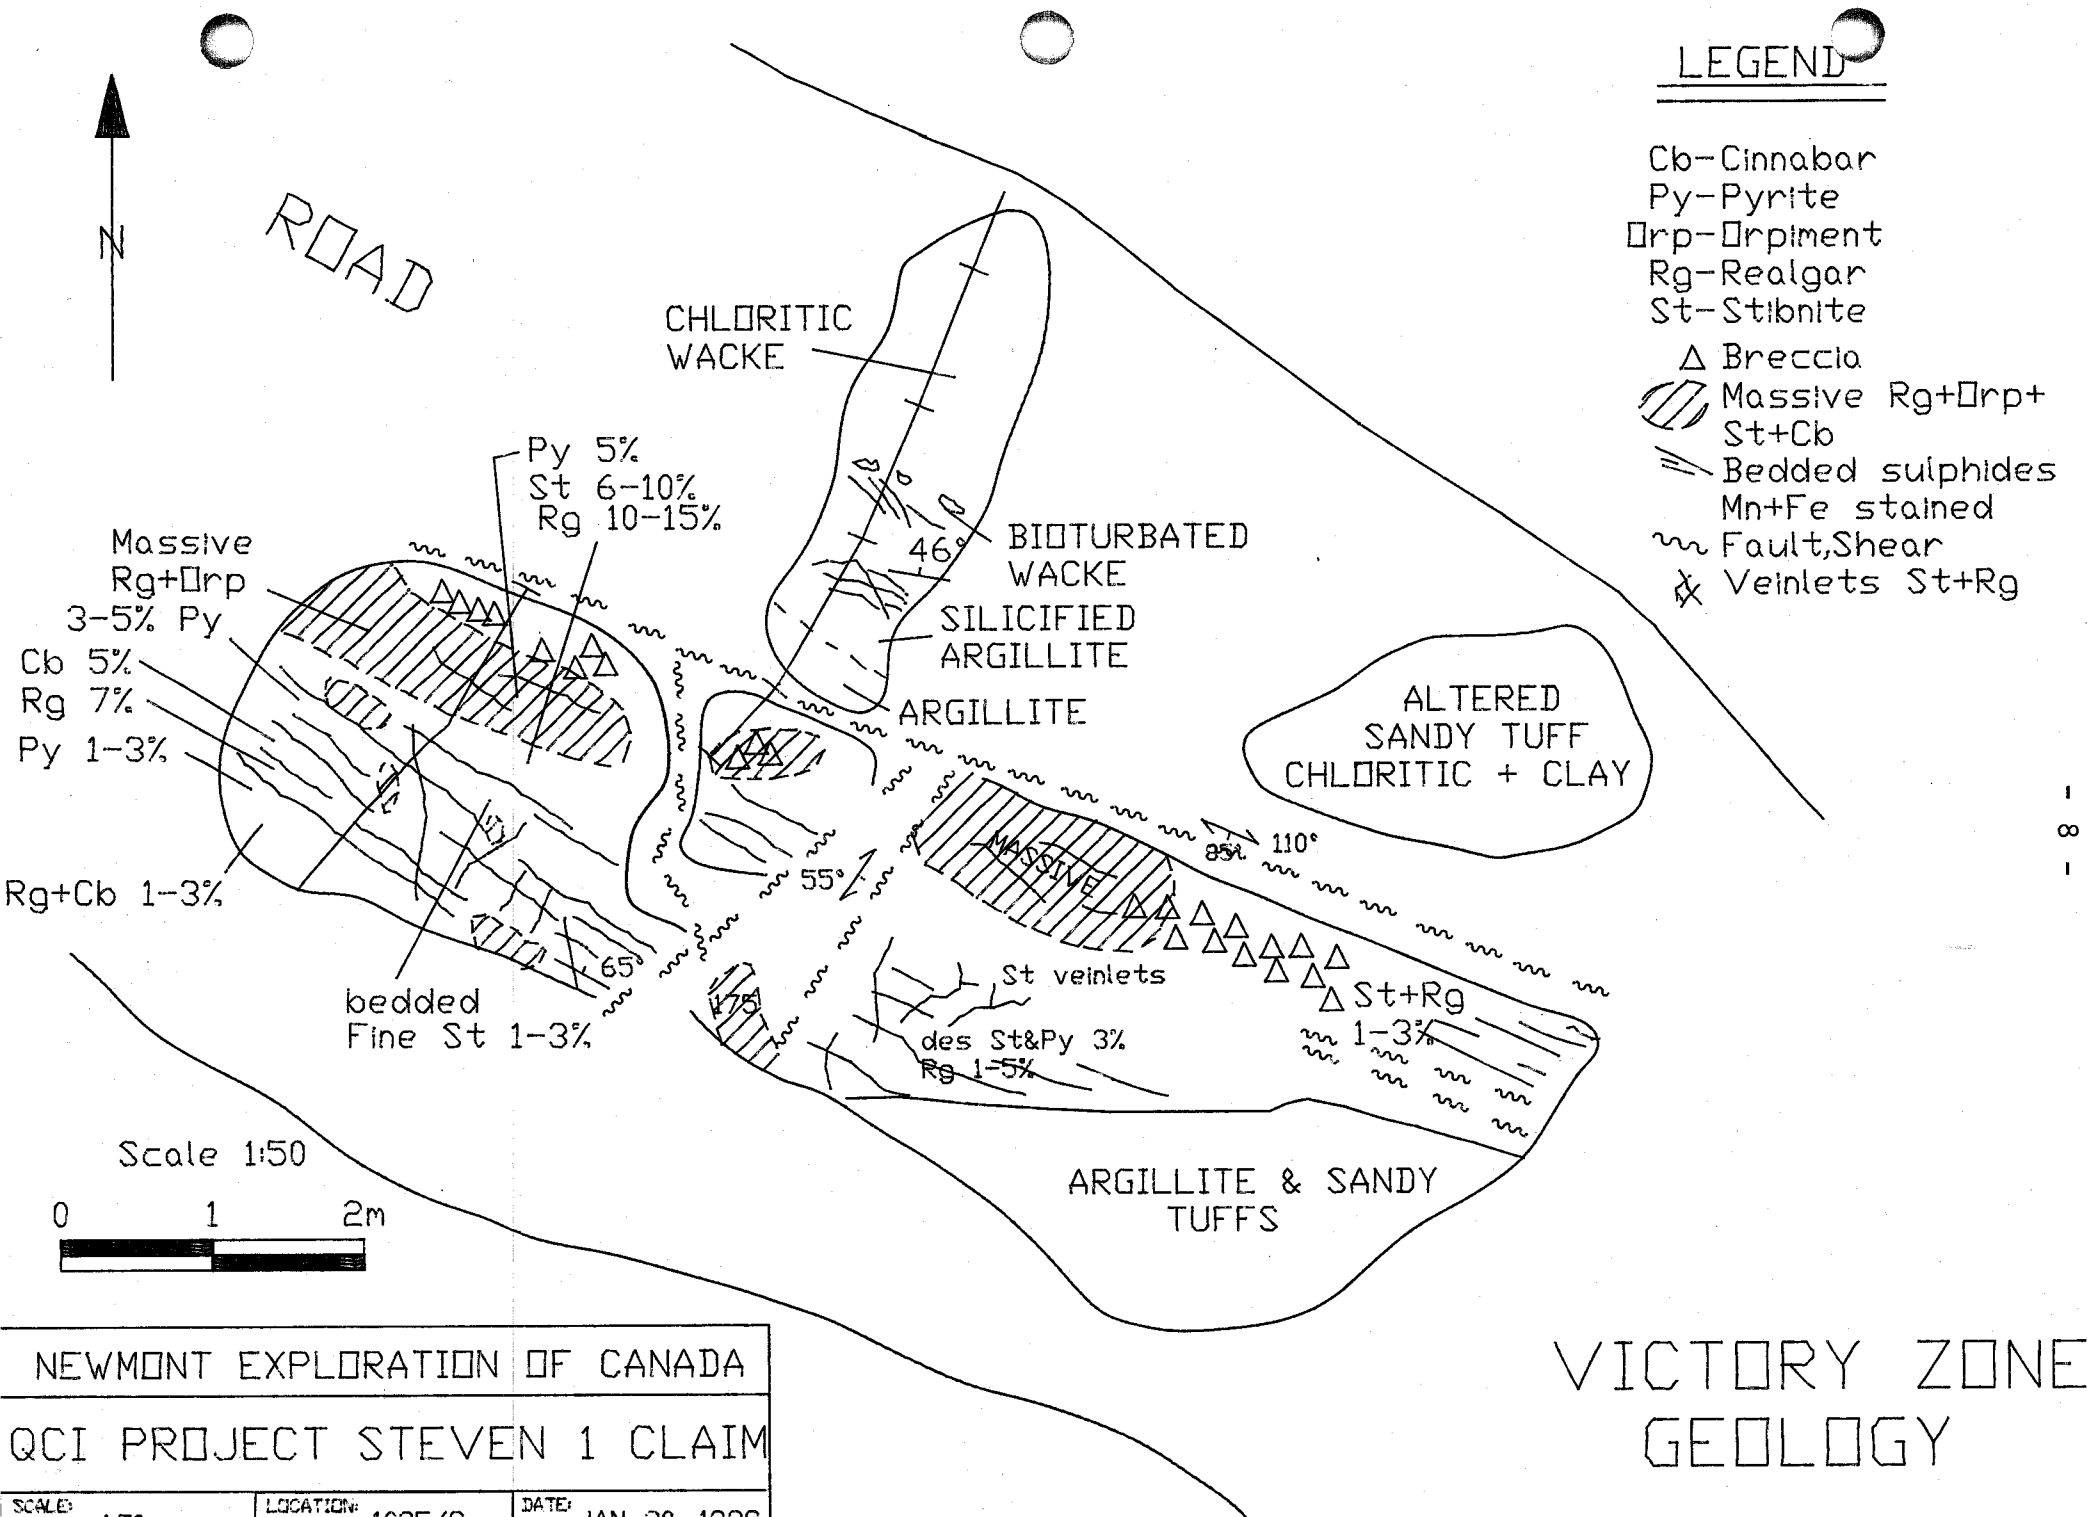 LEGEND
Cb-Cinnabar
Py-Pyrite
Orp-Orpiment
Rg-Realgar
St-Stibnite
Breccia
Massive Rg+Orp+
St+Cb
Bedded sulphides
Mn+Fe stained
Fault,Shear
Veinlets St+Rg
N
ROAD
CHLORITIC
WACKE
Py 5%
St 6-10%
Rg 10-15%
Massive
Rg+Orp
3-5% Py
Cb 5%
Rg 7%
Py 1-3%
Rg+Cb 1-3%
46°
BIOTURBATED
WACKE
SILICIFIED
ARGILLITE
ARGILLITE
ALTERED
SANDY TUFF
CHLORITIC + CLAY
MASSIVE
110°
55°
65°
175
bedded
Fine St 1-3%
St veinlets
des St&Py 3%
Rg 1-5%
St+Rg
1-3%
ARGILLITE & SANDY
TUFFS
- 8 -
Scale 1:50
0 1 2m
NEWMONT EXPLORATION OF CANADA
QCI PROJECT STEVEN 1 CLAIM
SCALE: LOCATION: DATE:
VICTORY ZONE
GEOLOGY